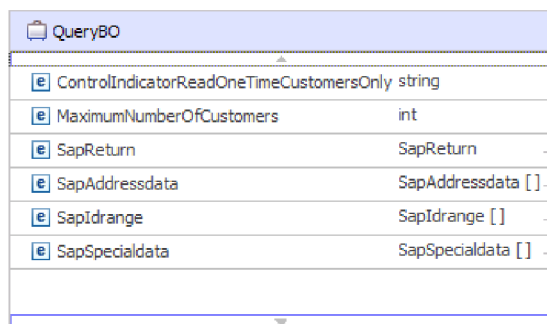 QueryBO
e ControlIndicatorReadOneTimeCustomersOnly string
e MaximumNumberOfCustomers int
e SapReturn SapReturn
e SapAddressdata SapAddressdata []
e SapIdrange SapIdrange []
e SapSpecialdata SapSpecialdata []